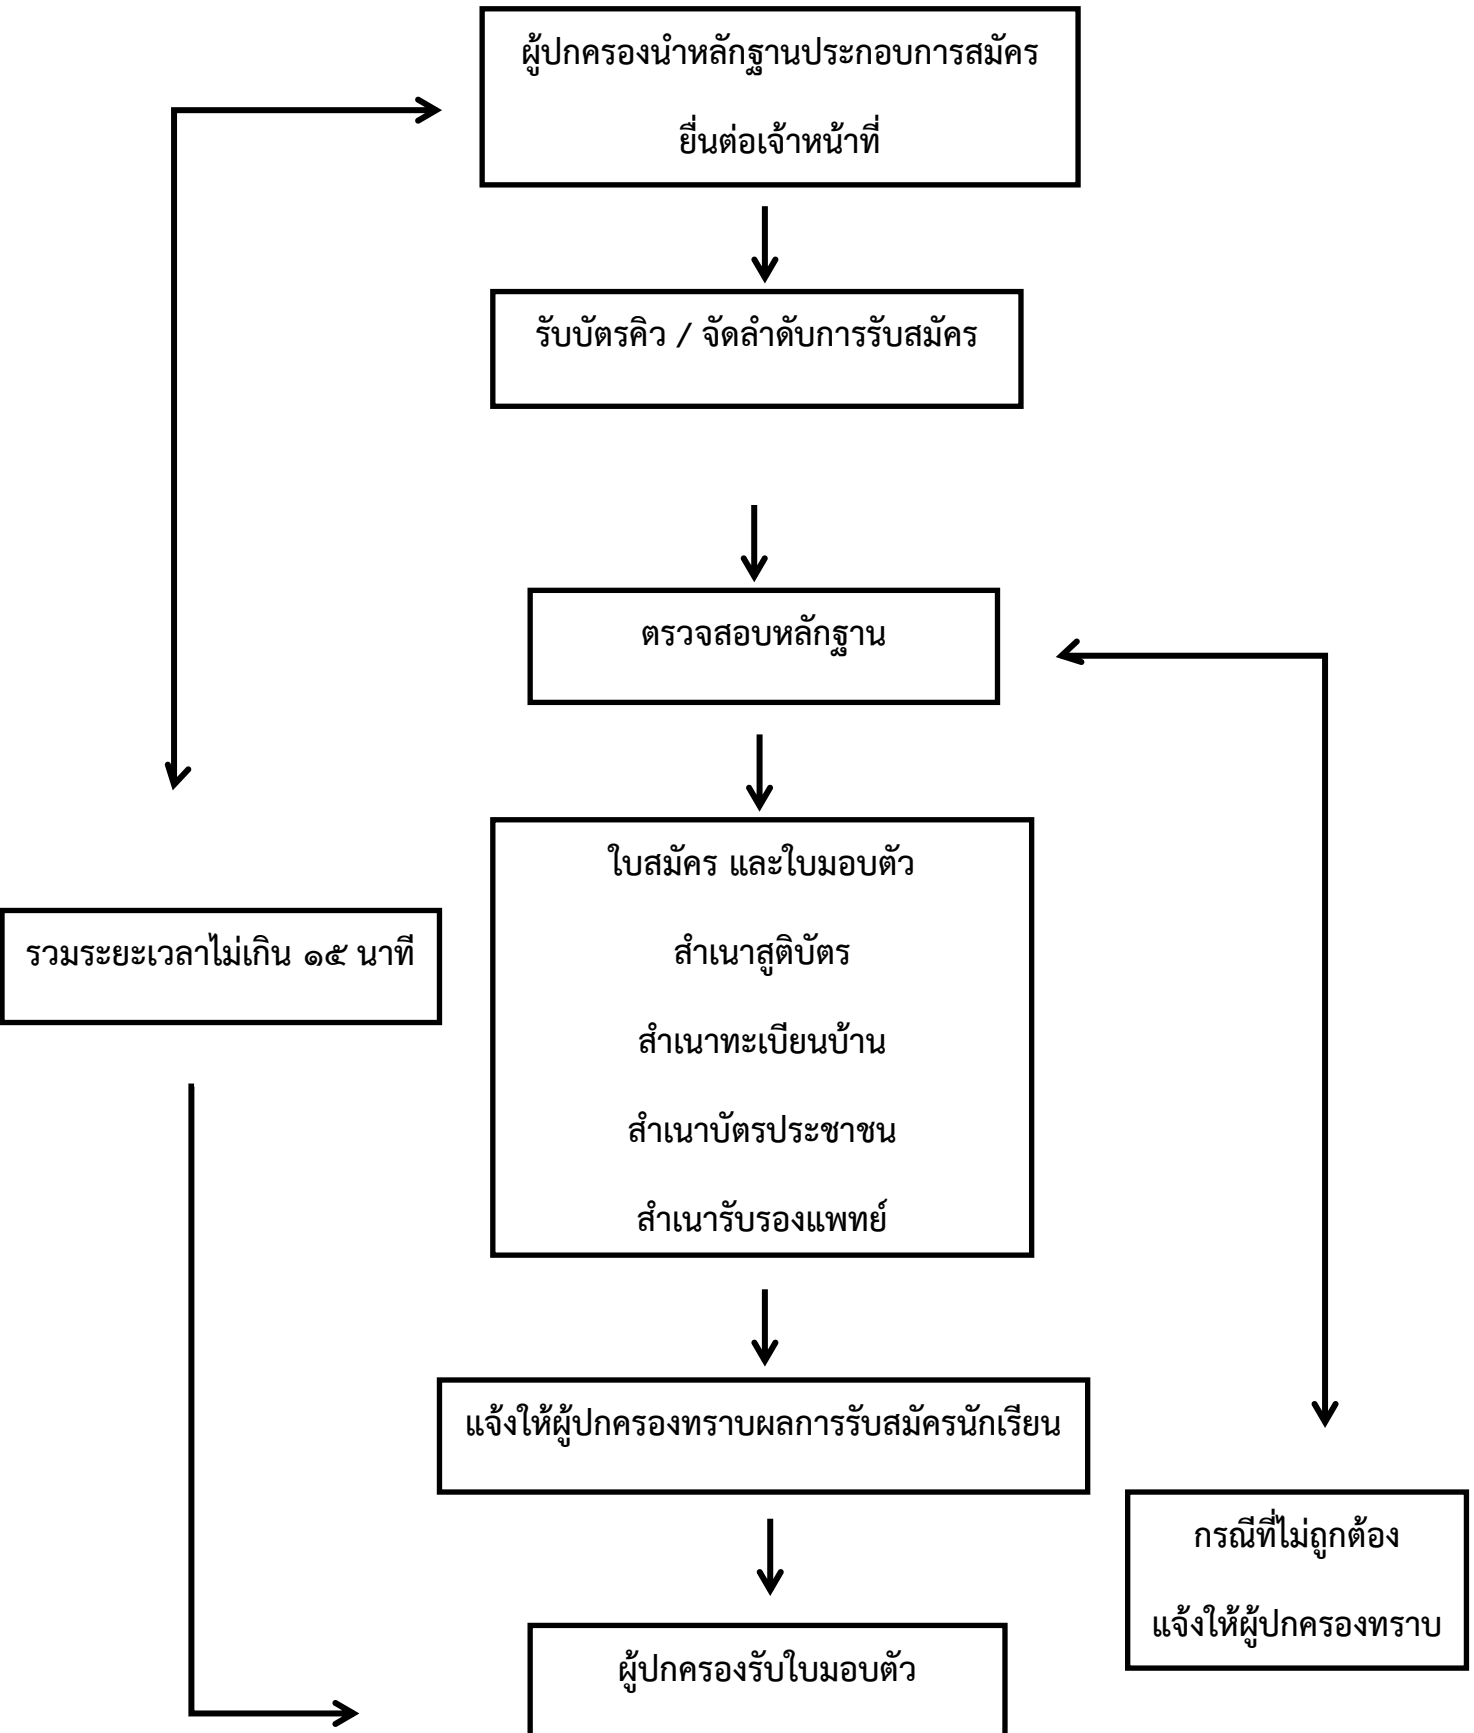 ผู้ปกครองนำหลักฐานประกอบการสมัคร
ยื่นต่อเจ้าหน้าที่
รับบัตรคิว / จัดลำดับการรับสมัคร
ตรวจสอบหลักฐาน
ใบสมัคร และใบมอบตัว
สำเนาสูติบัตร
สำเนาทะเบียนบ้าน
สำเนาบัตรประชาชน
สำเนารับรองแพทย์
รวมระยะเวลาไม่เกิน ๑๕ นาที
แจ้งให้ผู้ปกครองทราบผลการรับสมัครนักเรียน
กรณีที่ไม่ถูกต้อง
แจ้งให้ผู้ปกครองทราบ
ผู้ปกครองรับใบมอบตัว